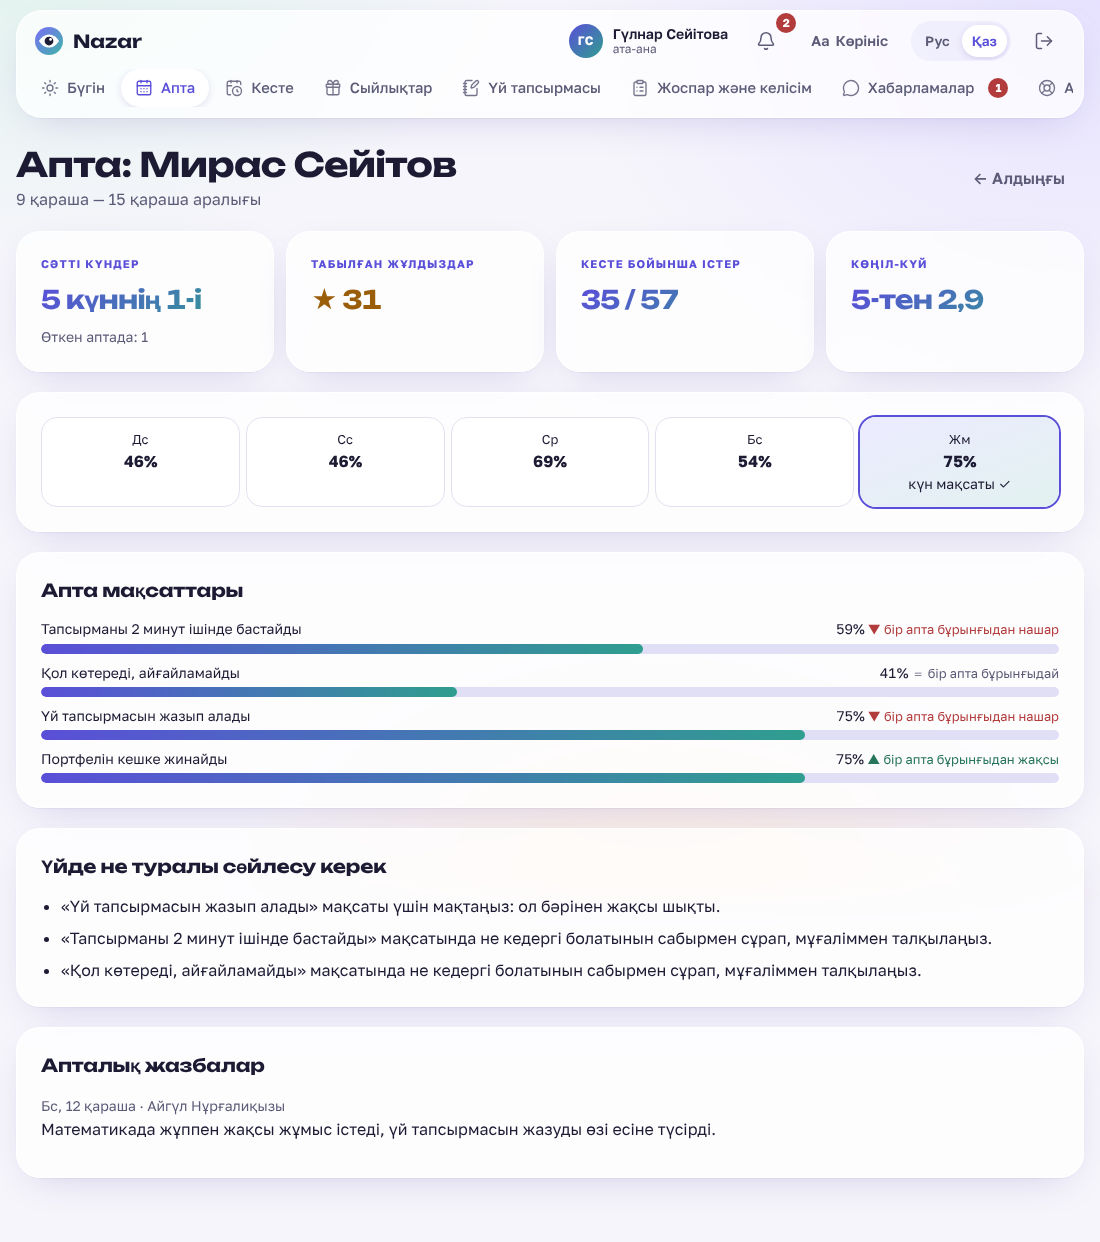 Nazar
ГС
Гүлнар Сейітова
ата-ана
2
Aa Көрініс
Рус
Қаз
Бүгін
Апта
Кесте
Сыйлықтар
Үй тапсырмасы
Жоспар және келісім
Хабарламалар
1
А
Апта: Мирас Сейітов
9 қараша — 15 қараша аралығы
← Алдыңғы
СӘТТІ КҮНДЕР
5 күннің 1-і
Өткен аптада: 1
ТАБЫЛҒАН ЖҰЛДЫЗДАР
★ 31
КЕСТЕ БОЙЫНША ІСТЕР
35 / 57
КӨҢІЛ-КҮЙ
5-тен 2,9
Дс
46%
Сс
46%
Ср
69%
Бс
54%
Жм
75%
күн мақсаты ✓
Апта мақсаттары
Тапсырманы 2 минут ішінде бастайды
59% ▼ бір апта бұрынғыдан нашар
Қол көтереді, айғайламайды
41% = бір апта бұрынғыдай
Үй тапсырмасын жазып алады
75% ▼ бір апта бұрынғыдан нашар
Портфелін кешке жинайды
75% ▲ бір апта бұрынғыдан жақсы
Үйде не туралы сөйлесу керек
• «Үй тапсырмасын жазып алады» мақсаты үшін мақтаңыз: ол бәрінен жақсы шықты.
• «Тапсырманы 2 минут ішінде бастайды» мақсатында не кедергі болатынын сабырмен сұрап, мұғаліммен талқылаңыз.
• «Қол көтереді, айғайламайды» мақсатында не кедергі болатынын сабырмен сұрап, мұғаліммен талқылаңыз.
Апталық жазбалар
Бс, 12 қараша · Айгүл Нұрғалиқызы
Математикада жұппен жақсы жұмыс істеді, үй тапсырмасын жазуды өзі есіне түсірді.